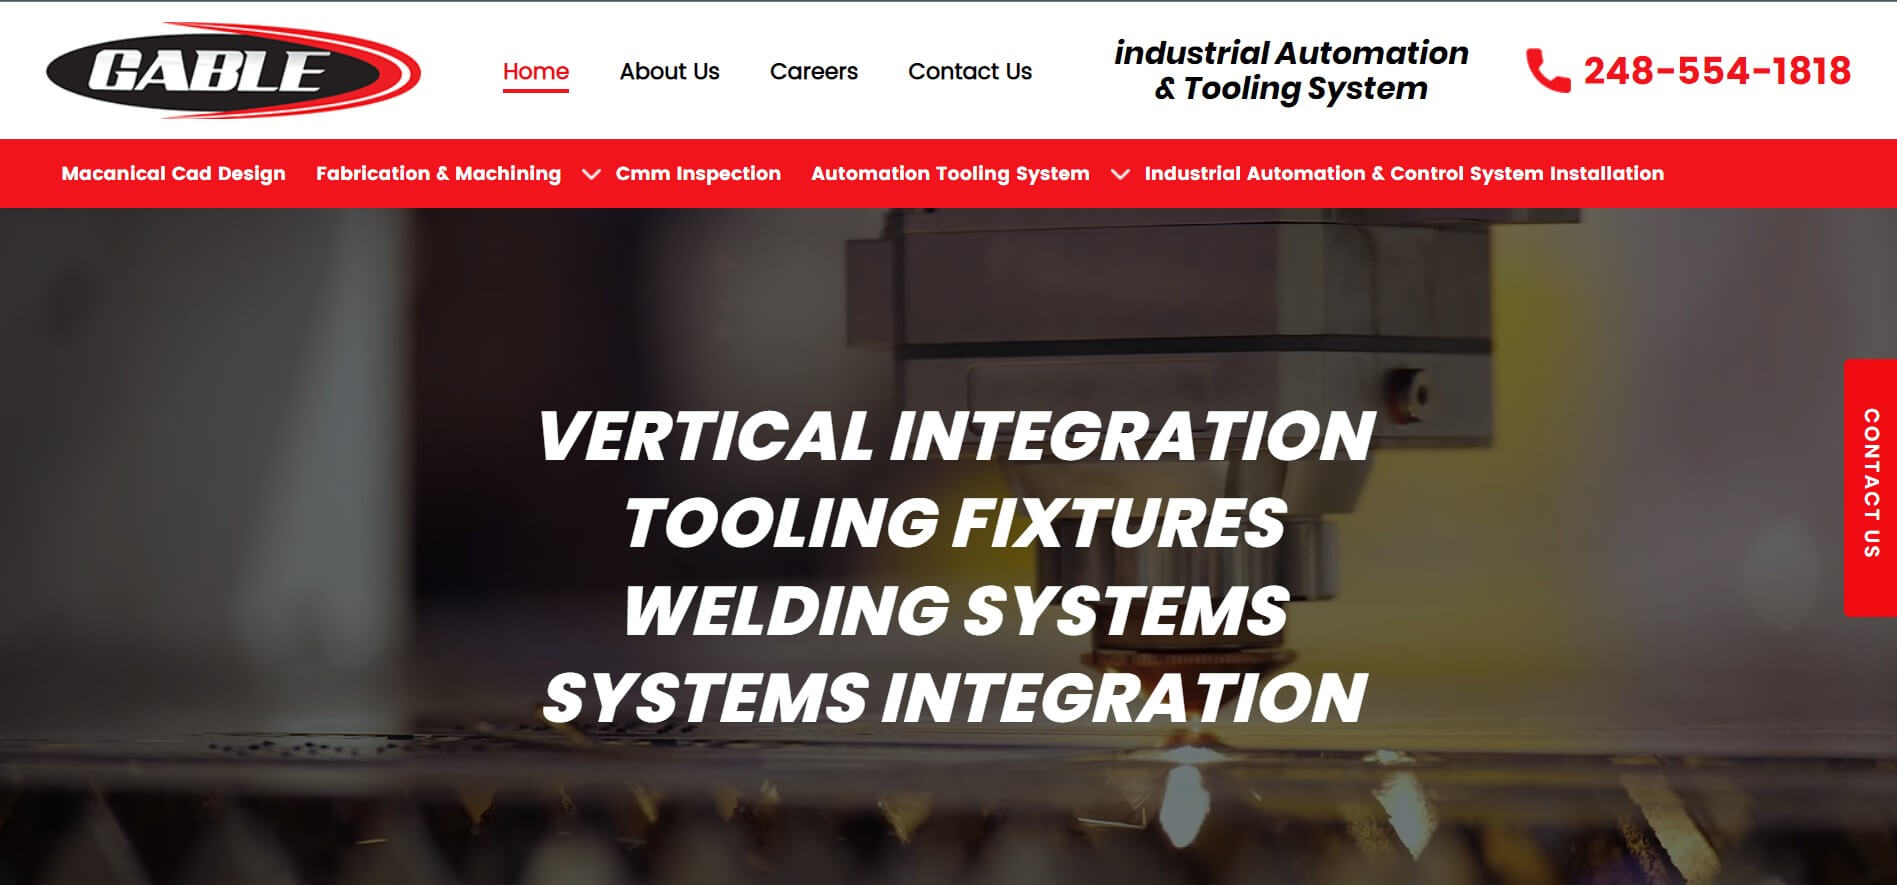 GABLE
Home About Us Careers Contact Us
industrial Automation
& Tooling System
248-554-1818
Macanical Cad Design Fabrication & Machining Cmm Inspection Automation Tooling System Industrial Automation & Control System Installation
VERTICAL INTEGRATION
TOOLING FIXTURES
WELDING SYSTEMS
SYSTEMS INTEGRATION
CONTACT US